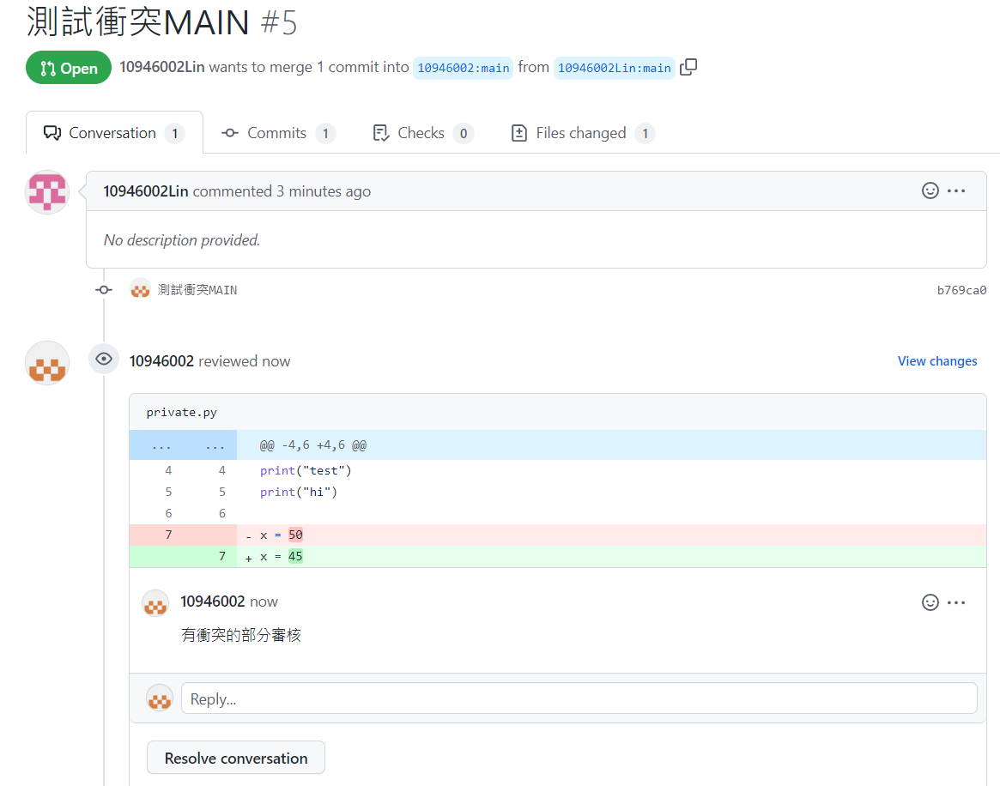 測試衝突MAIN #5
Open 10946002Lin wants to merge 1 commit into 10946002:main from 10946002Lin:main
Conversation 1 Commits 1 Checks 0 Files changed 1
10946002Lin commented 3 minutes ago
No description provided.
測試衝突MAIN b769ca0
10946002 reviewed now View changes
private.py
... ... @@ -4,6 +4,6 @@
4 4 print("test")
5 5 print("hi")
6 6
7 - x = 50
7 + x = 45
10946002 now
有衝突的部分審核
Reply...
Resolve conversation